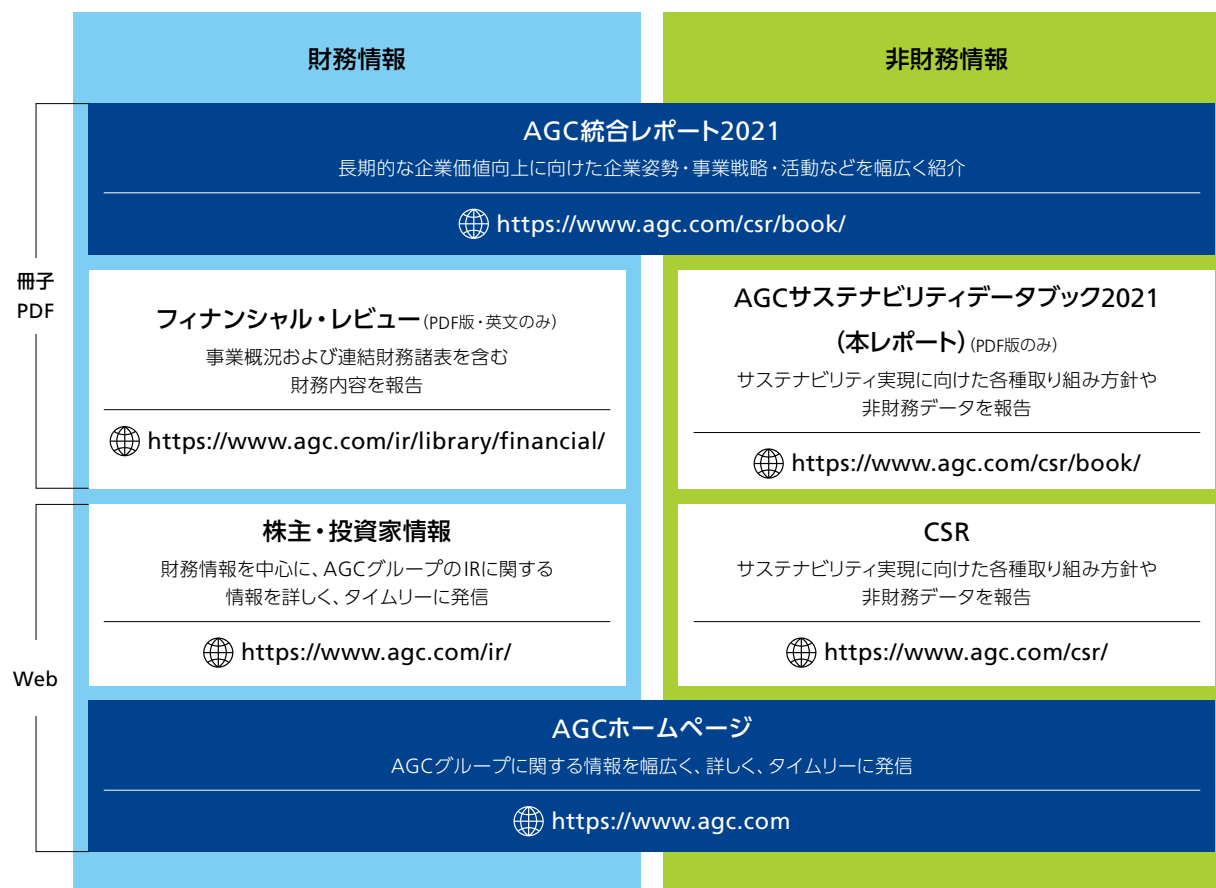 財務情報
非財務情報
冊子
PDF
AGC統合レポート2021
長期的な企業価値向上に向けた企業姿勢・事業戦略・活動などを幅広く紹介
https://www.agc.com/csr/book/
フィナンシャル・レビュー(PDF版・英文のみ)
事業概況および連結財務諸表を含む
財務内容を報告
https://www.agc.com/ir/library/financial/
AGCサステナビリティデータブック2021
(本レポート)(PDF版のみ)
サステナビリティ実現に向けた各種取り組み方針や
非財務データを報告
https://www.agc.com/csr/book/
Web
株主・投資家情報
財務情報を中心に、AGCグループのIRに関する
情報を詳しく、タイムリーに発信
https://www.agc.com/ir/
CSR
サステナビリティ実現に向けた各種取り組み方針や
非財務データを報告
https://www.agc.com/csr/
AGCホームページ
AGCグループに関する情報を幅広く、詳しく、タイムリーに発信
https://www.agc.com